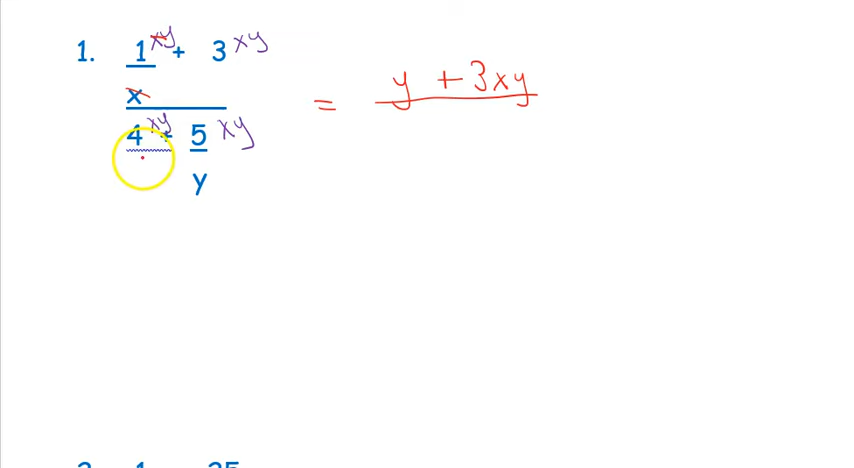 1. 1 xy + 3 xy
x
= y + 3xy
4 xy + 5 xy
y